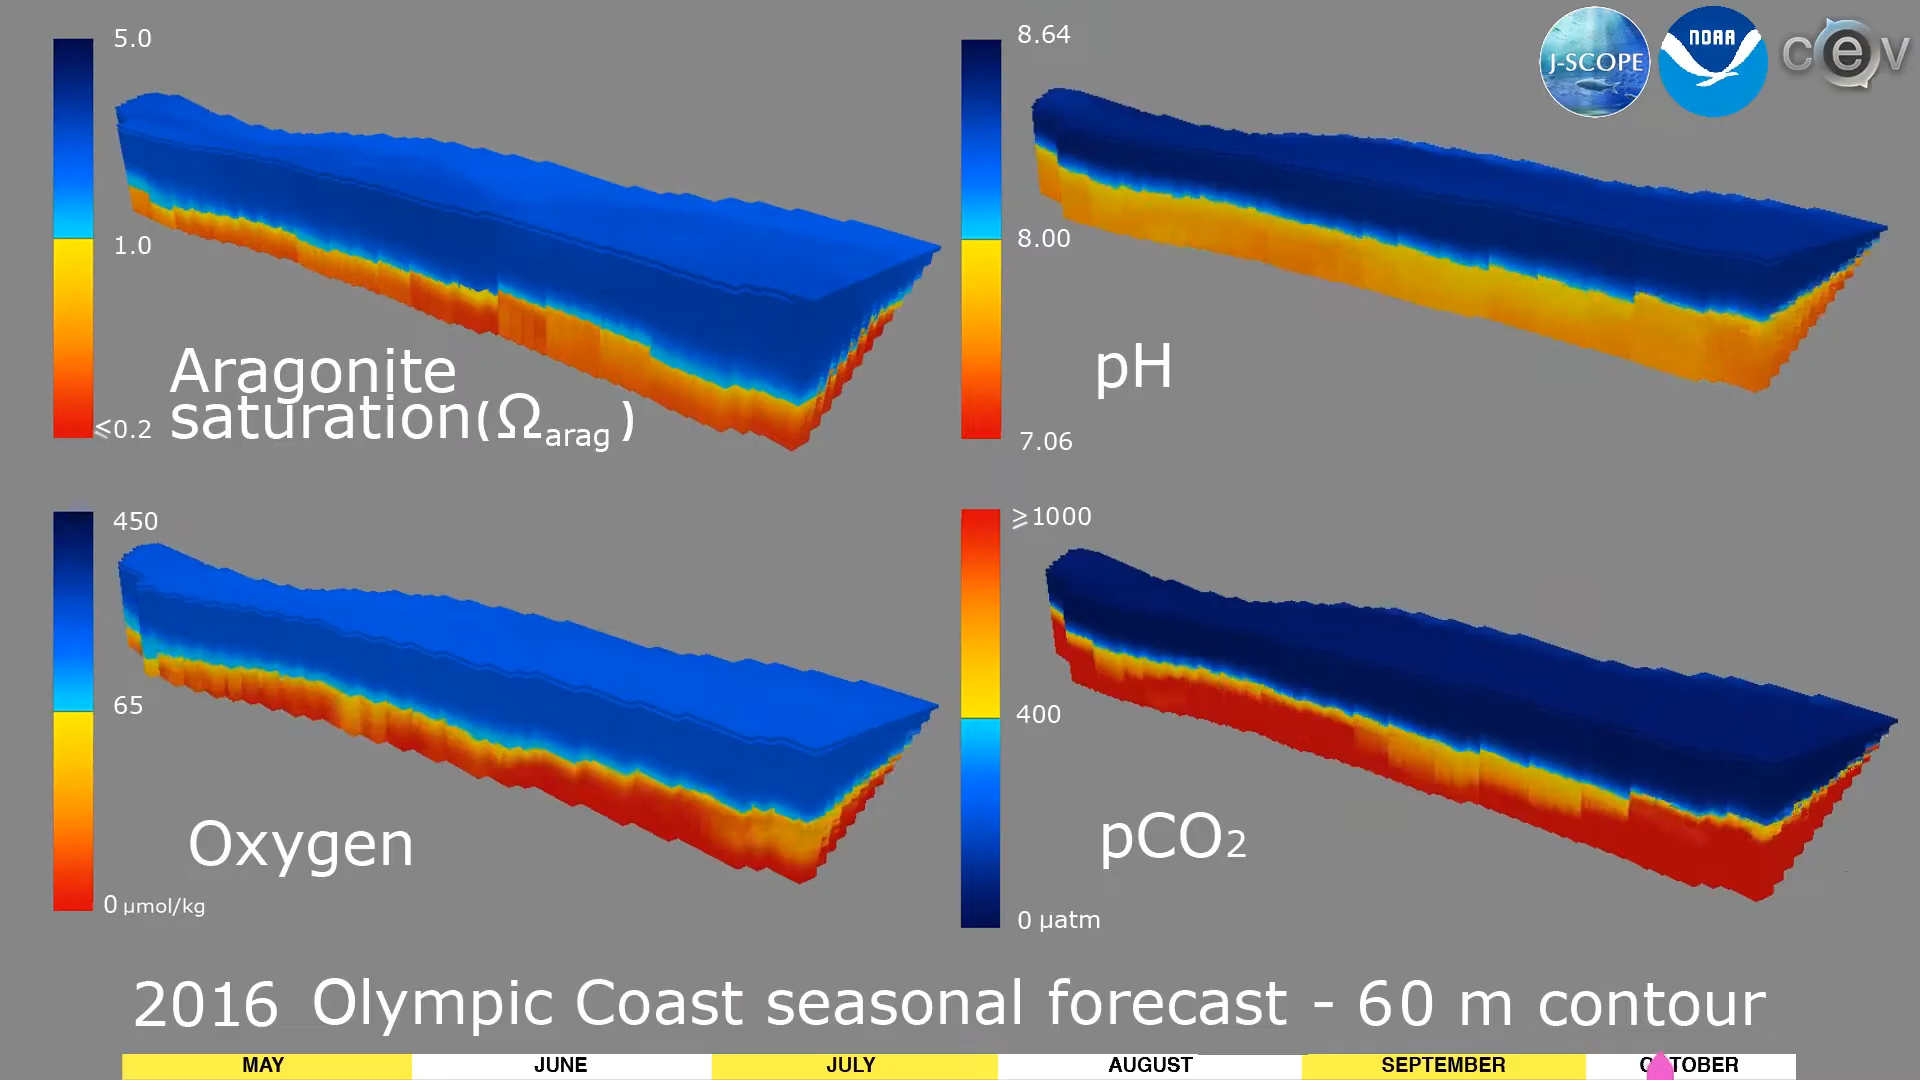 5.0
1.0
≤0.2
Aragonite
saturation(Ωarag)
8.64
8.00
7.06
pH
J-SCOPE
NOAA
cev
450
65
0 µmol/kg
Oxygen
≥1000
400
0 µatm
pCO2
2016 Olympic Coast seasonal forecast - 60 m contour
MAY JUNE JULY AUGUST SEPTEMBER OCTOBER